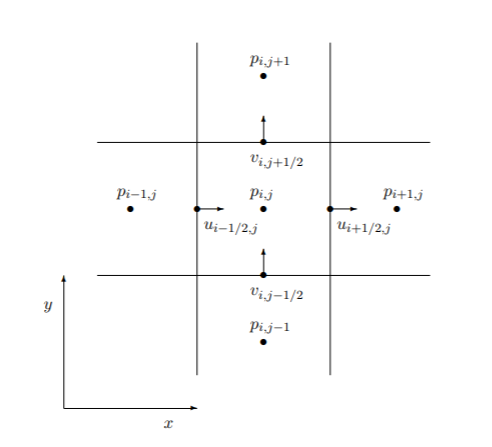 p_{i,j+1}
v_{i,j+1/2}
p_{i-1,j} p_{i,j} p_{i+1,j}
u_{i-1/2,j} u_{i+1/2,j}
v_{i,j-1/2}
y
p_{i,j-1}
x